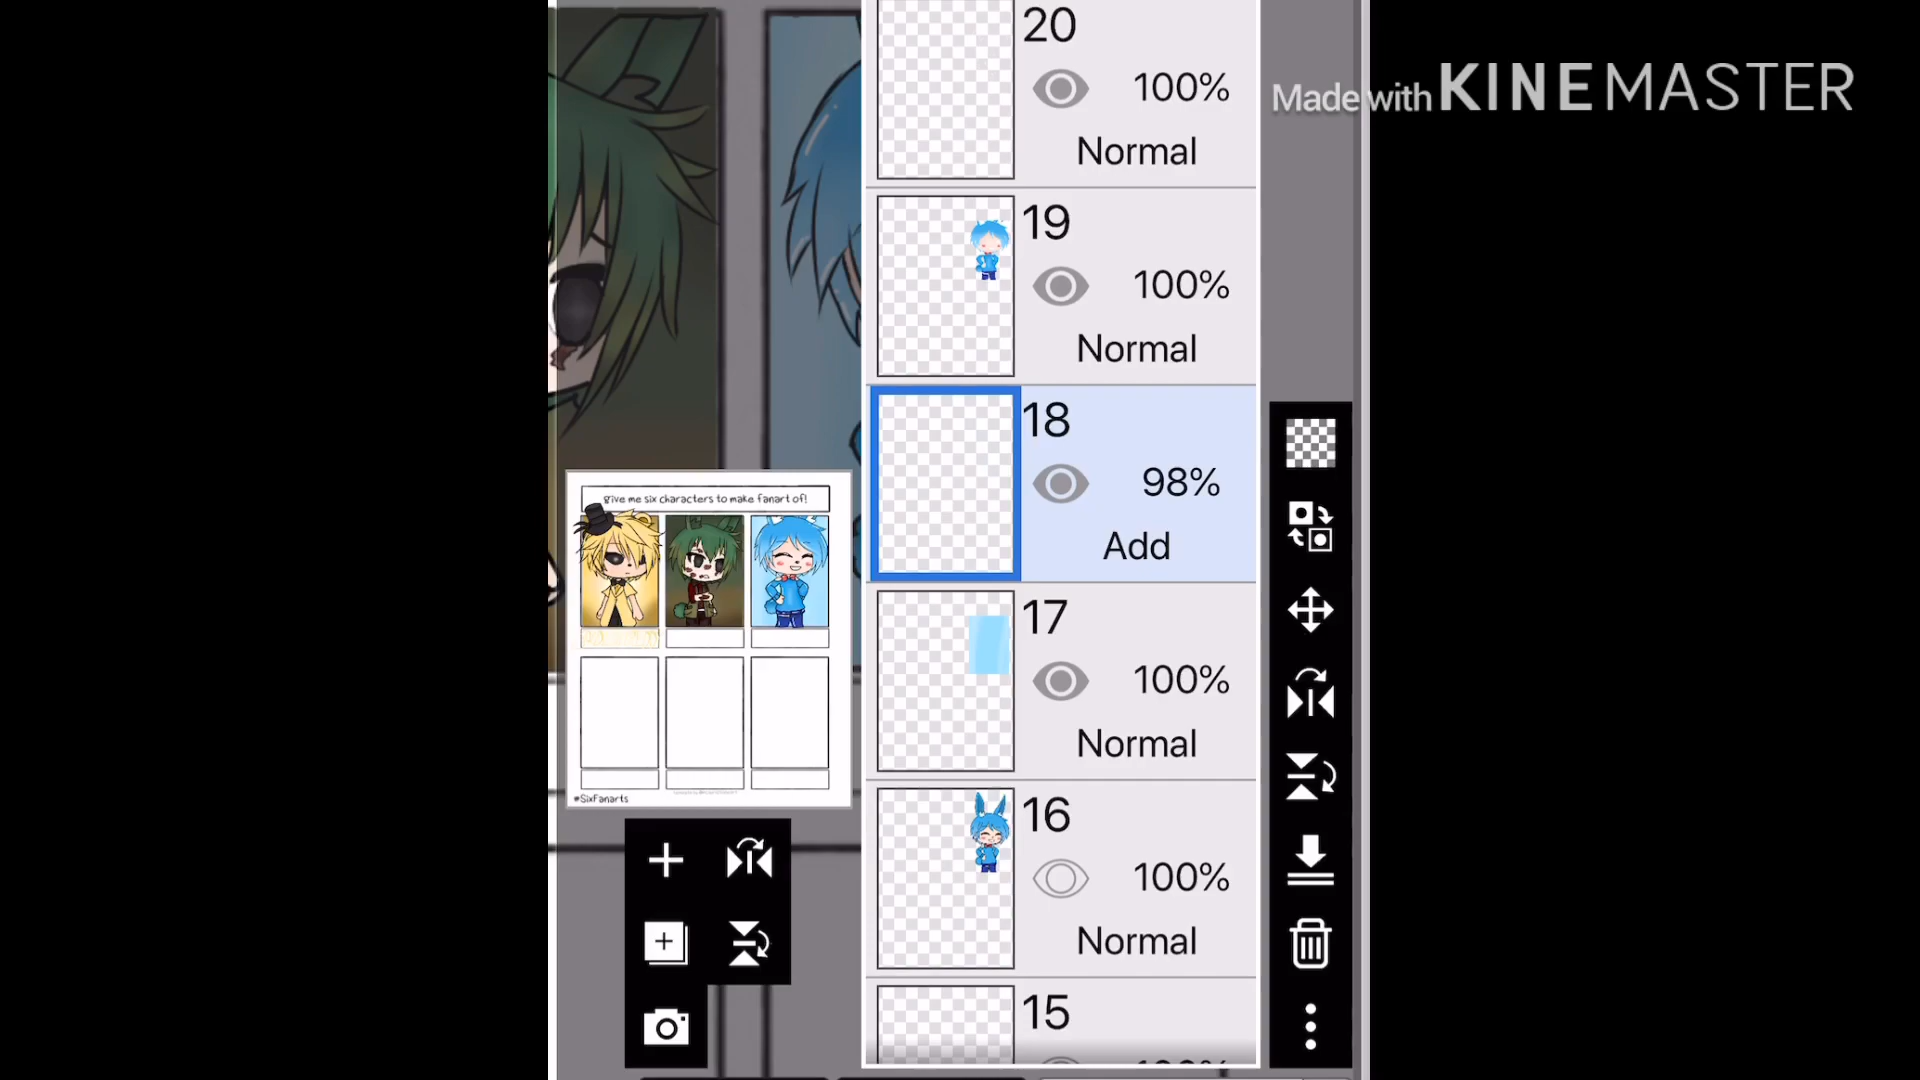 20
100%
Normal
Made with KINEMASTER
19
100%
Normal
18
98%
Add
give me six characters to make fanart of!
17
100%
Normal
#SixFanarts
16
100%
Normal
15